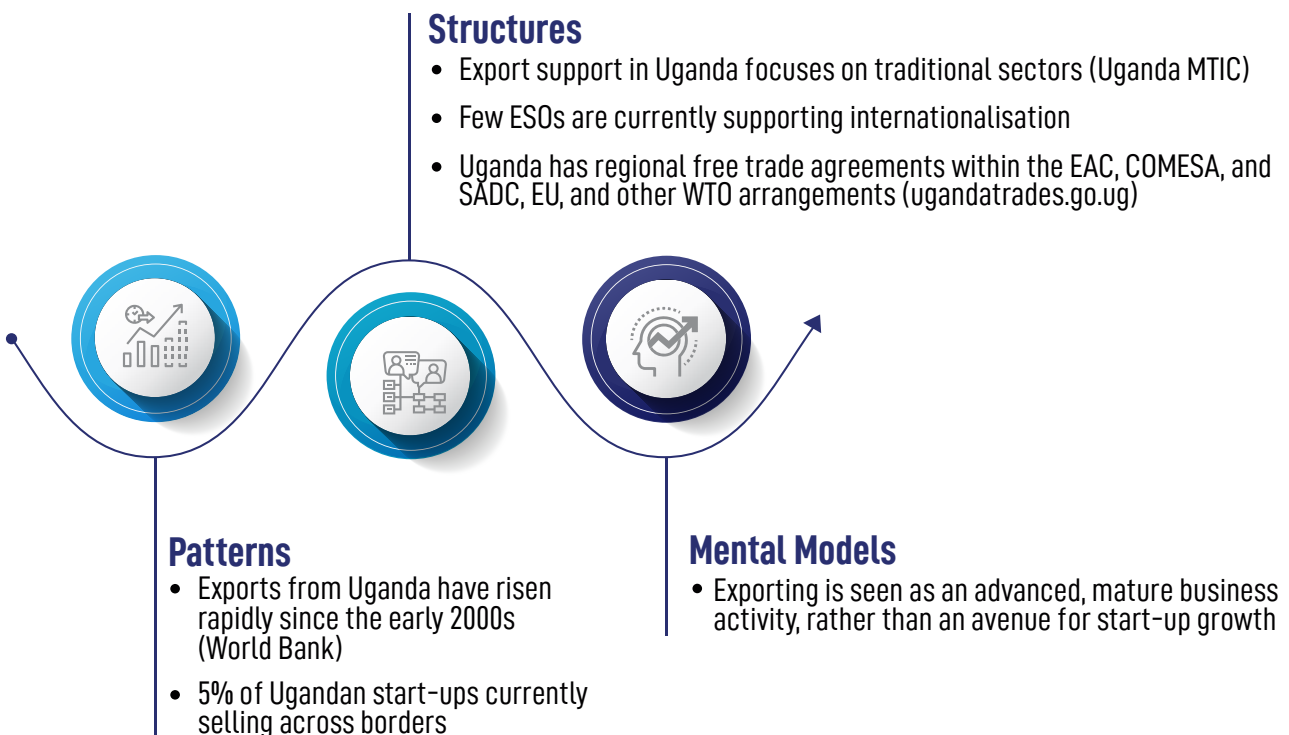 Structures
• Export support in Uganda focuses on traditional sectors (Uganda MTIC)
• Few ESOs are currently supporting internationalisation
• Uganda has regional free trade agreements within the EAC, COMESA, and
SADC, EU, and other WTO arrangements (ugandatrades.go.ug)
Patterns
• Exports from Uganda have risen
rapidly since the early 2000s
(World Bank)
• 5% of Ugandan start-ups currently
selling across borders
Mental Models
• Exporting is seen as an advanced, mature business
activity, rather than an avenue for start-up growth